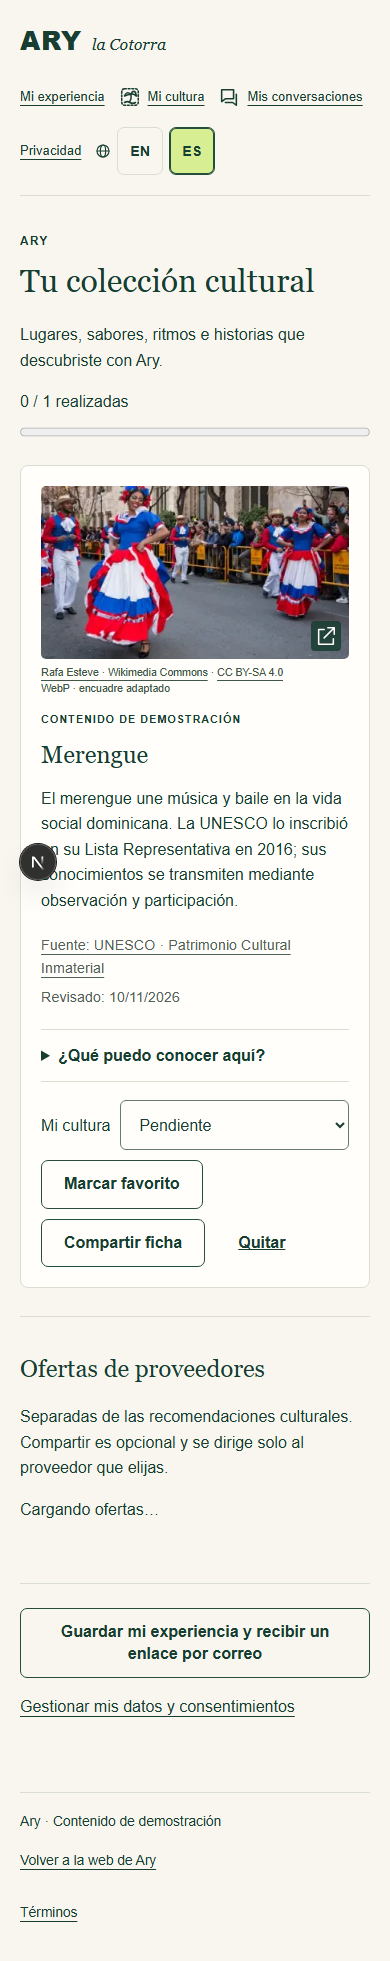 ARY la Cotorra
Mi experiencia Mi cultura Mis conversaciones
Privacidad EN ES
ARY
Tu colección cultural
Lugares, sabores, ritmos e historias que
descubriste con Ary.
0 / 1 realizadas
Rafa Esteve · Wikimedia Commons · CC BY-SA 4.0
WebP · encuadre adaptado
CONTENIDO DE DEMOSTRACIÓN
Merengue
El merengue une música y baile en la vida
social dominicana. La UNESCO lo inscribió
en su Lista Representativa en 2016; sus
conocimientos se transmiten mediante
observación y participación.
Fuente: UNESCO · Patrimonio Cultural
Inmaterial
Revisado: 10/11/2026
¿Qué puedo conocer aquí?
Mi cultura Pendiente
Marcar favorito
Compartir ficha Quitar
Ofertas de proveedores
Separadas de las recomendaciones culturales.
Compartir es opcional y se dirige solo al
proveedor que elijas.
Cargando ofertas…
Guardar mi experiencia y recibir un
enlace por correo
Gestionar mis datos y consentimientos
Ary · Contenido de demostración
Volver a la web de Ary
Términos